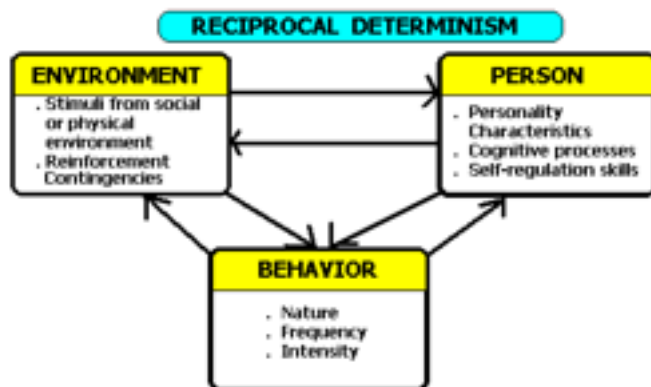 RECIPROCAL DETERMINISM
ENVIRONMENT
. Stimuli from social
or physical
environment
. Reinforcement
Contingencies
PERSON
. Personality
Characteristics
. Cognitive processes
. Self-regulation skills
BEHAVIOR
. Nature
. Frequency
. Intensity